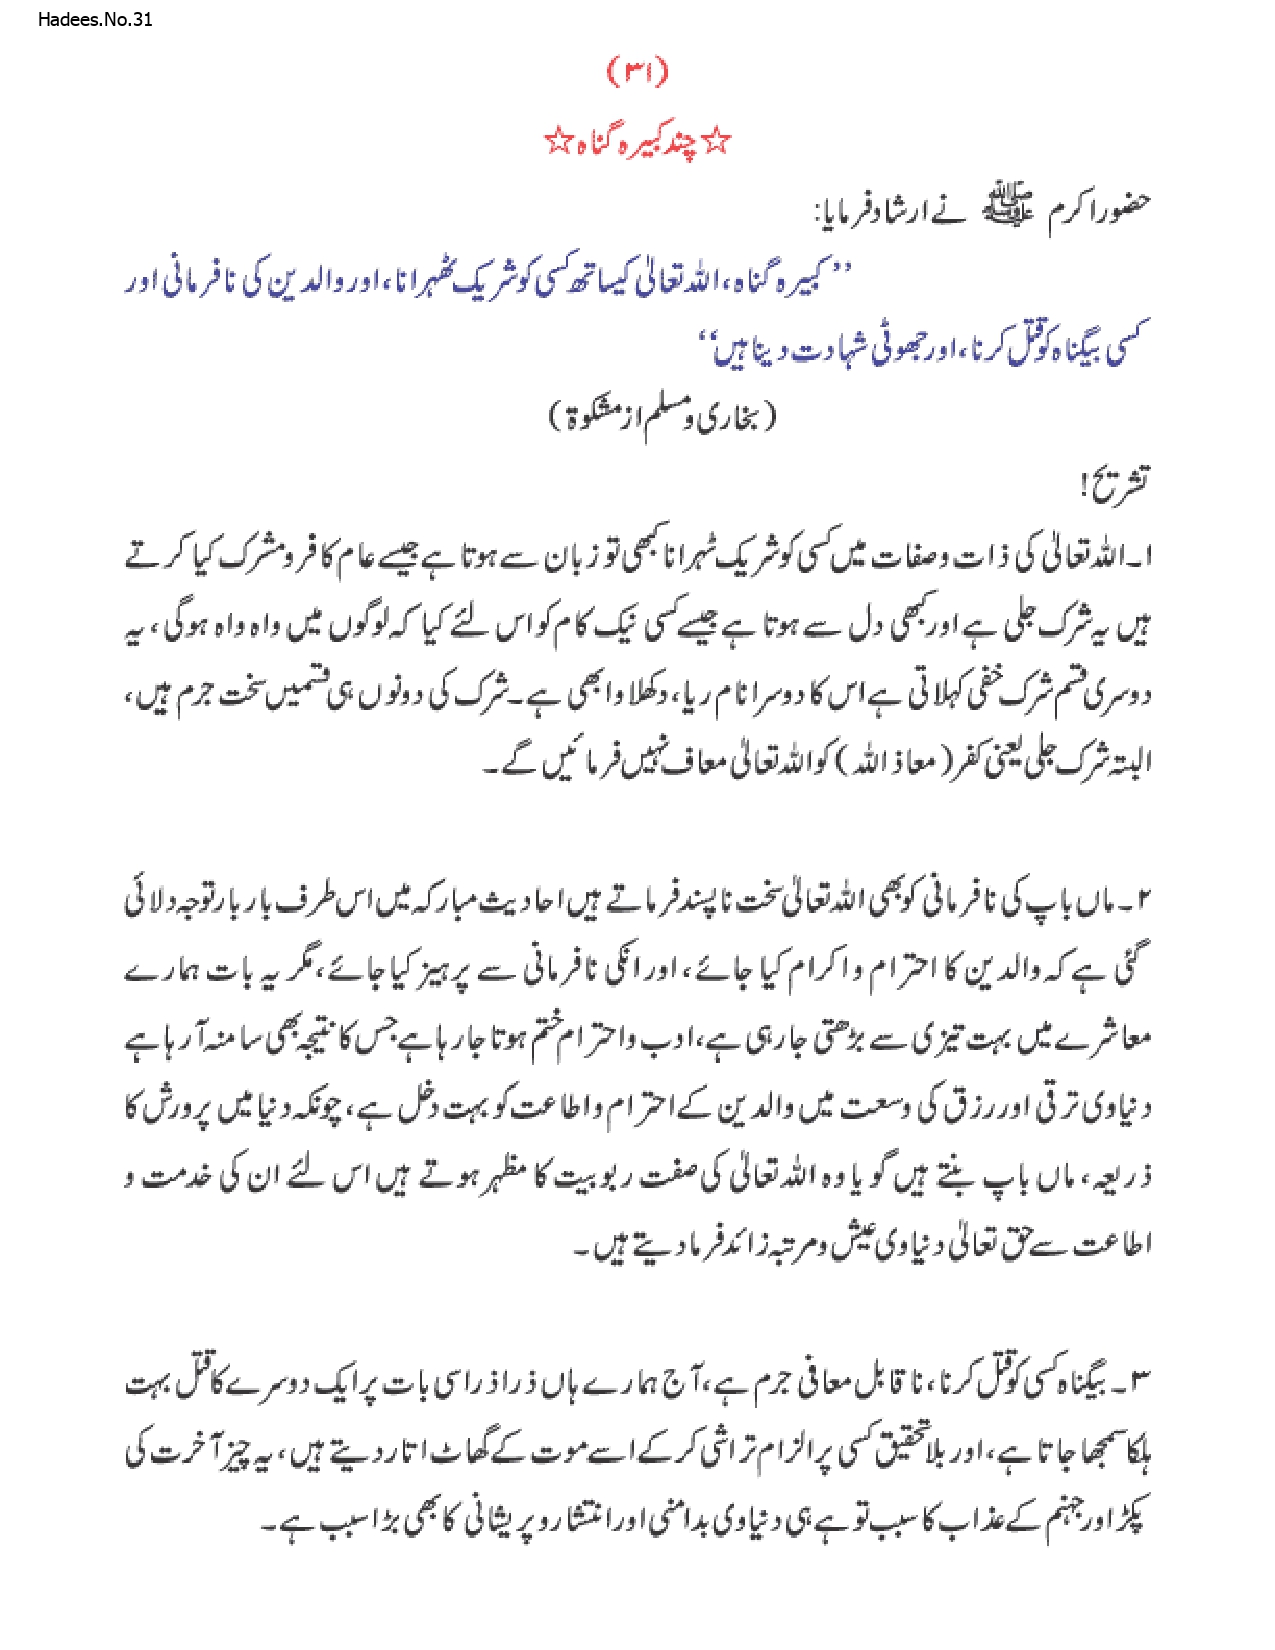 Hadees.No.31
(۳۱)
☆چند کبیرہ گناہ☆
حضور اکرم ﷺ نے ارشاد فرمایا:
’’کبیرہ گناہ، اللہ تعالیٰ کیساتھ کسی کو شریک ٹھہرانا، اور والدین کی نافرمانی اور
کسی بیگناہ کو قتل کرنا، اور جھوٹی شہادت دینا ہیں‘‘
(بخاری و مسلم از مشکوۃ)
تشریح!
۱۔اللہ تعالیٰ کی ذات و صفات میں کسی کو شریک ٹہرانا کبھی تو زبان سے ہوتا ہے جیسے عام کافر و مشرک کیا کرتے
ہیں یہ شرک جلی ہے اور کبھی دل سے ہوتا ہے جیسے کسی نیک کام کو اس لئے کیا کہ لوگوں میں واہ واہ ہوگی، یہ
دوسری قسم شرک خفی کہلاتی ہے اس کا دوسرا نام ریا، دکھلاوا بھی ہے۔شرک کی دونوں ہی قسمیں سخت جرم ہیں،
البتہ شرک جلی یعنی کفر (معاذ اللہ) کو اللہ تعالیٰ معاف نہیں فرمائیں گے۔
۲۔ماں باپ کی نافرمانی کو بھی اللہ تعالیٰ سخت ناپسند فرماتے ہیں احادیث مبارکہ میں اس طرف بار بار توجہ دلائی
گئی ہے کہ والدین کا احترام و اکرام کیا جائے، اور انکی نافرمانی سے پرہیز کیا جائے، مگر یہ بات ہمارے
معاشرے میں بہت تیزی سے بڑھتی جارہی ہے، ادب و احترام ختم ہوتا جارہا ہے جس کا نتیجہ بھی سامنہ آرہا ہے
دنیاوی ترقی اور رزق کی وسعت میں والدین کے احترام و اطاعت کو بہت دخل ہے، چونکہ دنیا میں پرورش کا
ذریعہ، ماں باپ بنتے ہیں گویا وہ اللہ تعالیٰ کی صفت ربوبیت کا مظہر ہوتے ہیں اس لئے ان کی خدمت و
اطاعت سے حق تعالیٰ دنیاوی عیش و مرتبہ زائد فرما دیتے ہیں۔
۳۔بیگناہ کسی کو قتل کرنا، ناقابل معافی جرم ہے، آج ہمارے ہاں ذرا ذرا سی بات پر ایک دوسرے کا قتل بہت
ہلکا سمجھا جاتا ہے، اور بلا تحقیق کسی پر الزام تراشی کرکے اسے موت کے گھاٹ اتار دیتے ہیں، یہ چیز آخرت کی
پکڑ اور جہنم کے عذاب کا سبب تو ہے ہی دنیاوی بدامنی اور انتشار و پریشانی کا بھی بڑا سبب ہے۔